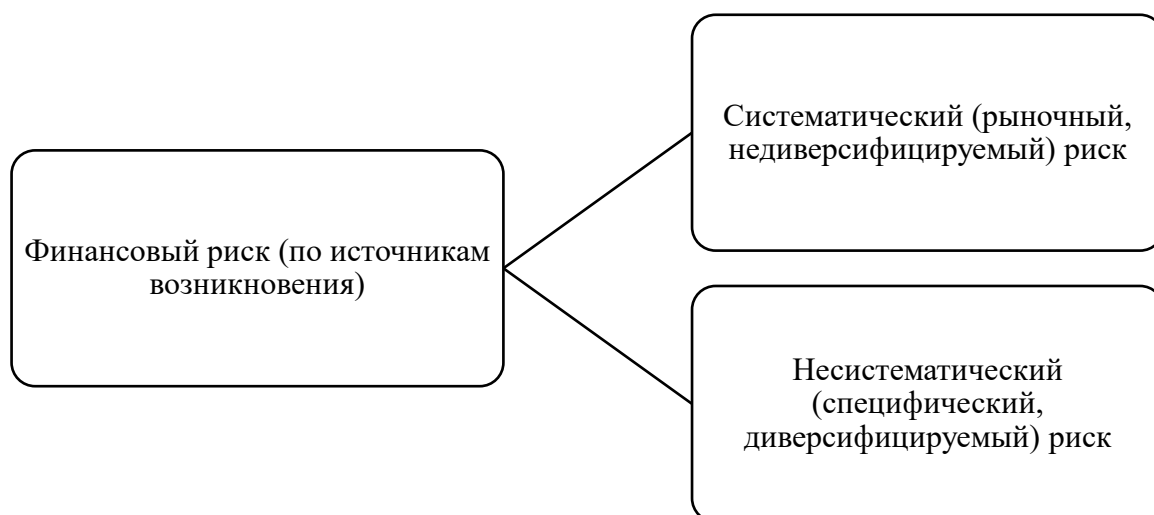 Финансовый риск (по источникам
возникновения)
Систематический (рыночный,
недиверсифицируемый) риск
Несистематический
(специфический,
диверсифицируемый) риск